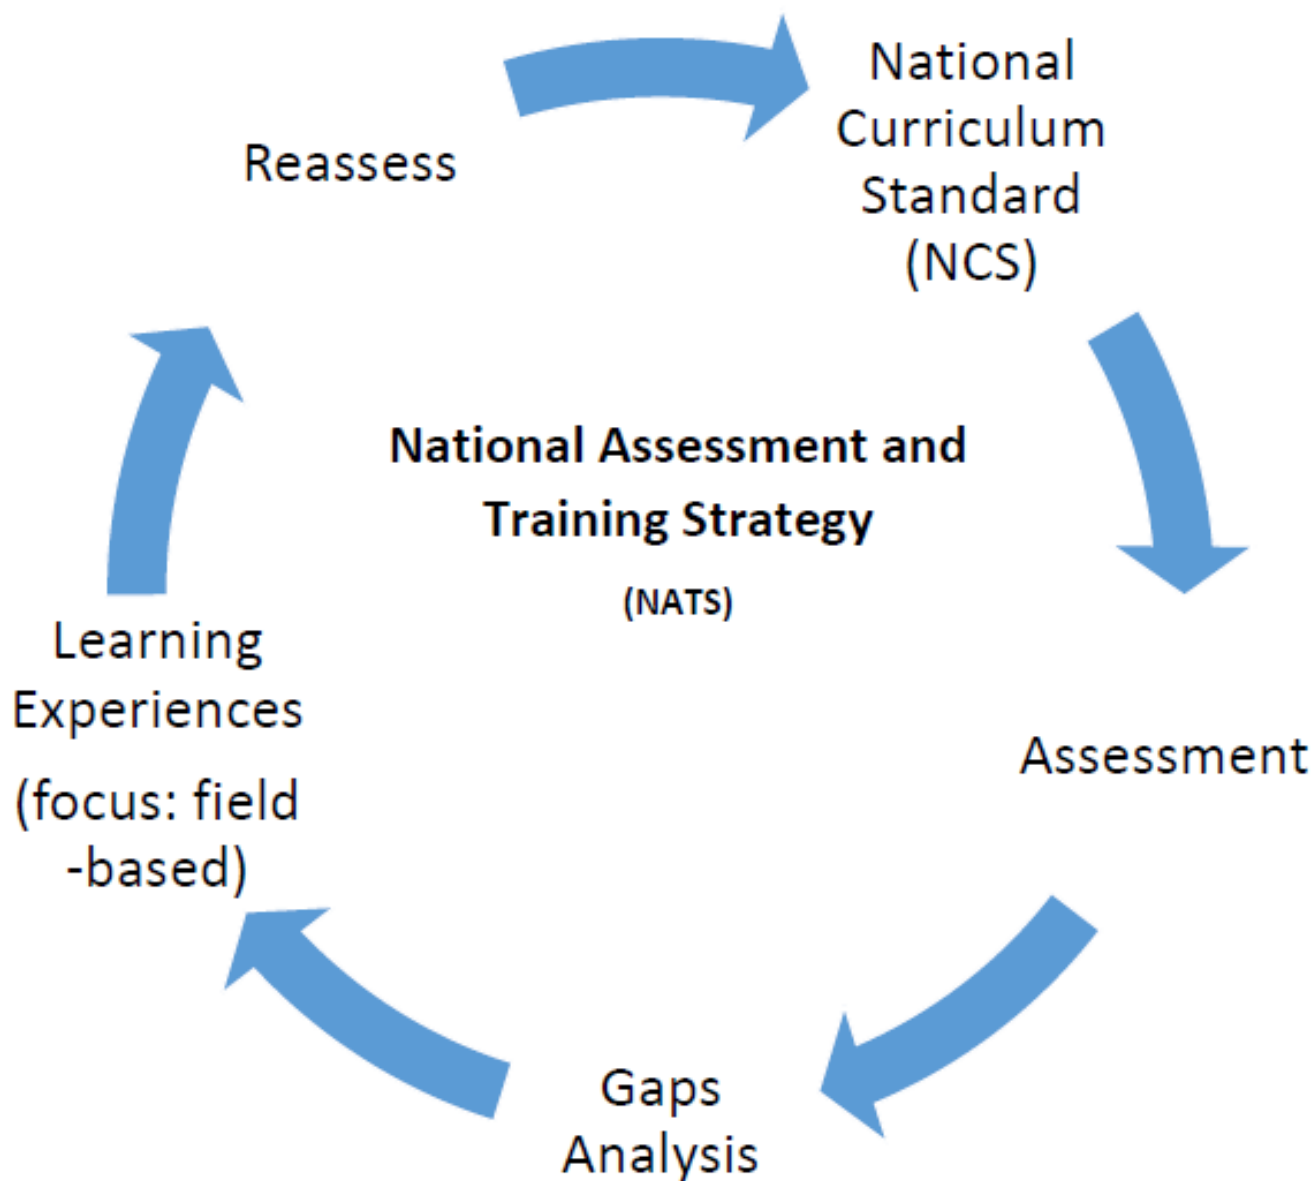 Reassess
National
Curriculum
Standard
(NCS)
National Assessment and
Training Strategy
(NATS)
Learning
Experiences
(focus: field
-based)
Assessment
Gaps
Analysis